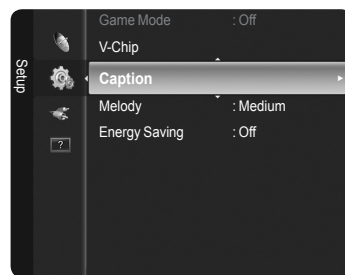 Setup
Game Mode : Off
V-Chip
Caption
Melody : Medium
Energy Saving : Off
?